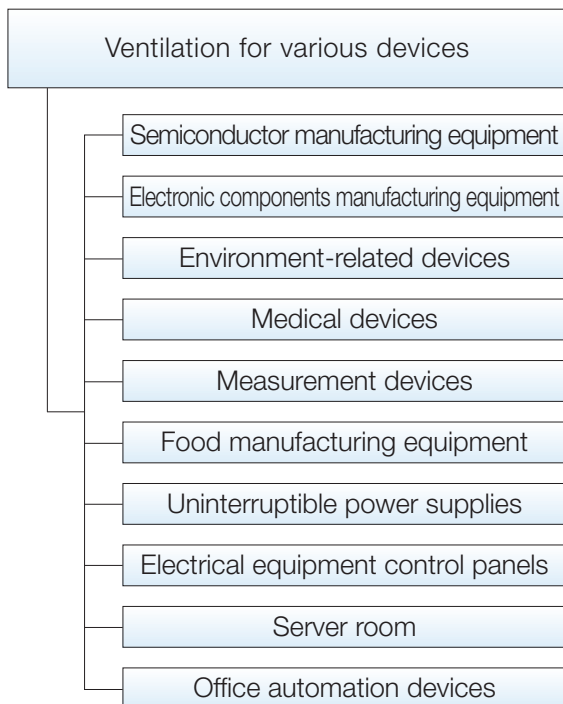 Ventilation for various devices
Semiconductor manufacturing equipment
Electronic components manufacturing equipment
Environment-related devices
Medical devices
Measurement devices
Food manufacturing equipment
Uninterruptible power supplies
Electrical equipment control panels
Server room
Office automation devices